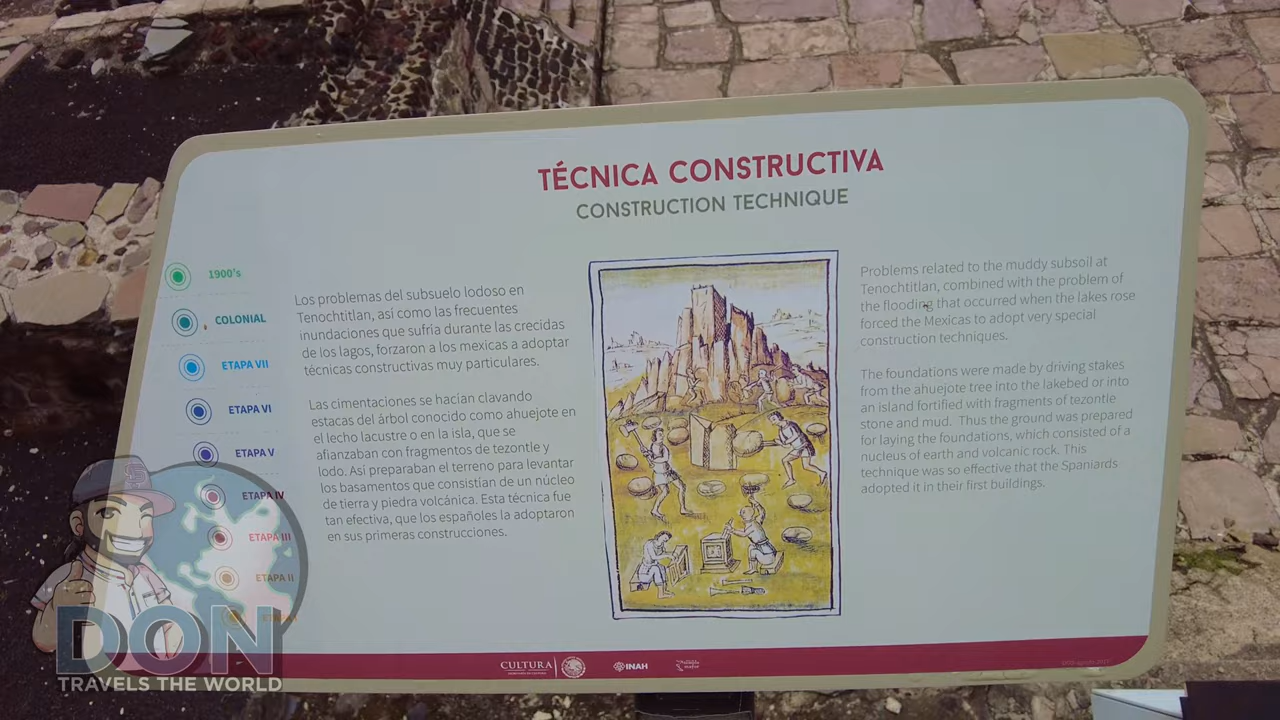 TÉCNICA CONSTRUCTIVA
CONSTRUCTION TECHNIQUE
1900's
COLONIAL
ETAPA VII
ETAPA VI
ETAPA V
ETAPA IV
ETAPA III
ETAPA II
Los problemas del subsuelo lodoso en
Tenochtitlan, así como las frecuentes
inundaciones que sufría durante las crecidas
de los lagos, forzaron a los mexicas a adoptar
técnicas constructivas muy particulares.
Las cimentaciones se hacían clavando
estacas del árbol conocido como ahuejote en
el lecho lacustre o en la isla, que se
afianzaban con fragmentos de tezontle y
lodo. Así preparaban el terreno para levantar
los basamentos que consistían de un núcleo
de tierra y piedra volcánica. Esta técnica fue
tan efectiva, que los españoles la adoptaron
en sus primeras construcciones.
Problems related to the muddy subsoil at
Tenochtitlan, combined with the problem of
the flooding that occurred when the lakes rose
forced the Mexicas to adopt very special
construction techniques.
The foundations were made by driving stakes
from the ahuejote tree into the lakebed or into
an island fortified with fragments of tezontle
stone and mud. Thus the ground was prepared
for laying the foundations, which consisted of a
nucleus of earth and volcanic rock. This
technique was so effective that the Spaniards
adopted it in their first buildings.
CULTURA
INAH
DON
TRAVELS THE WORLD